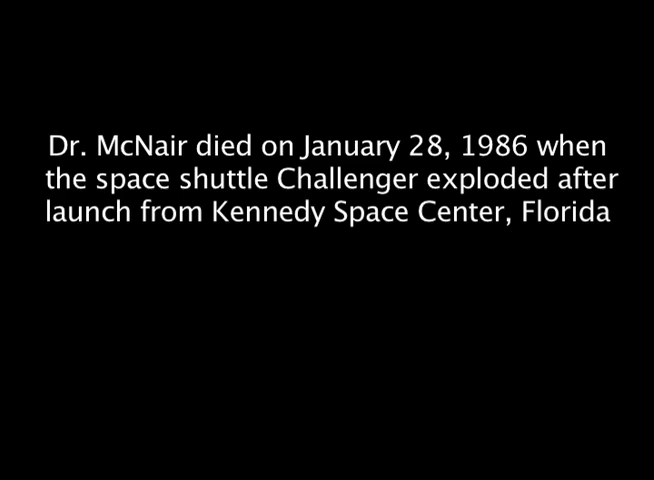 Dr. McNair died on January 28, 1986 when
the space shuttle Challenger exploded after
launch from Kennedy Space Center, Florida